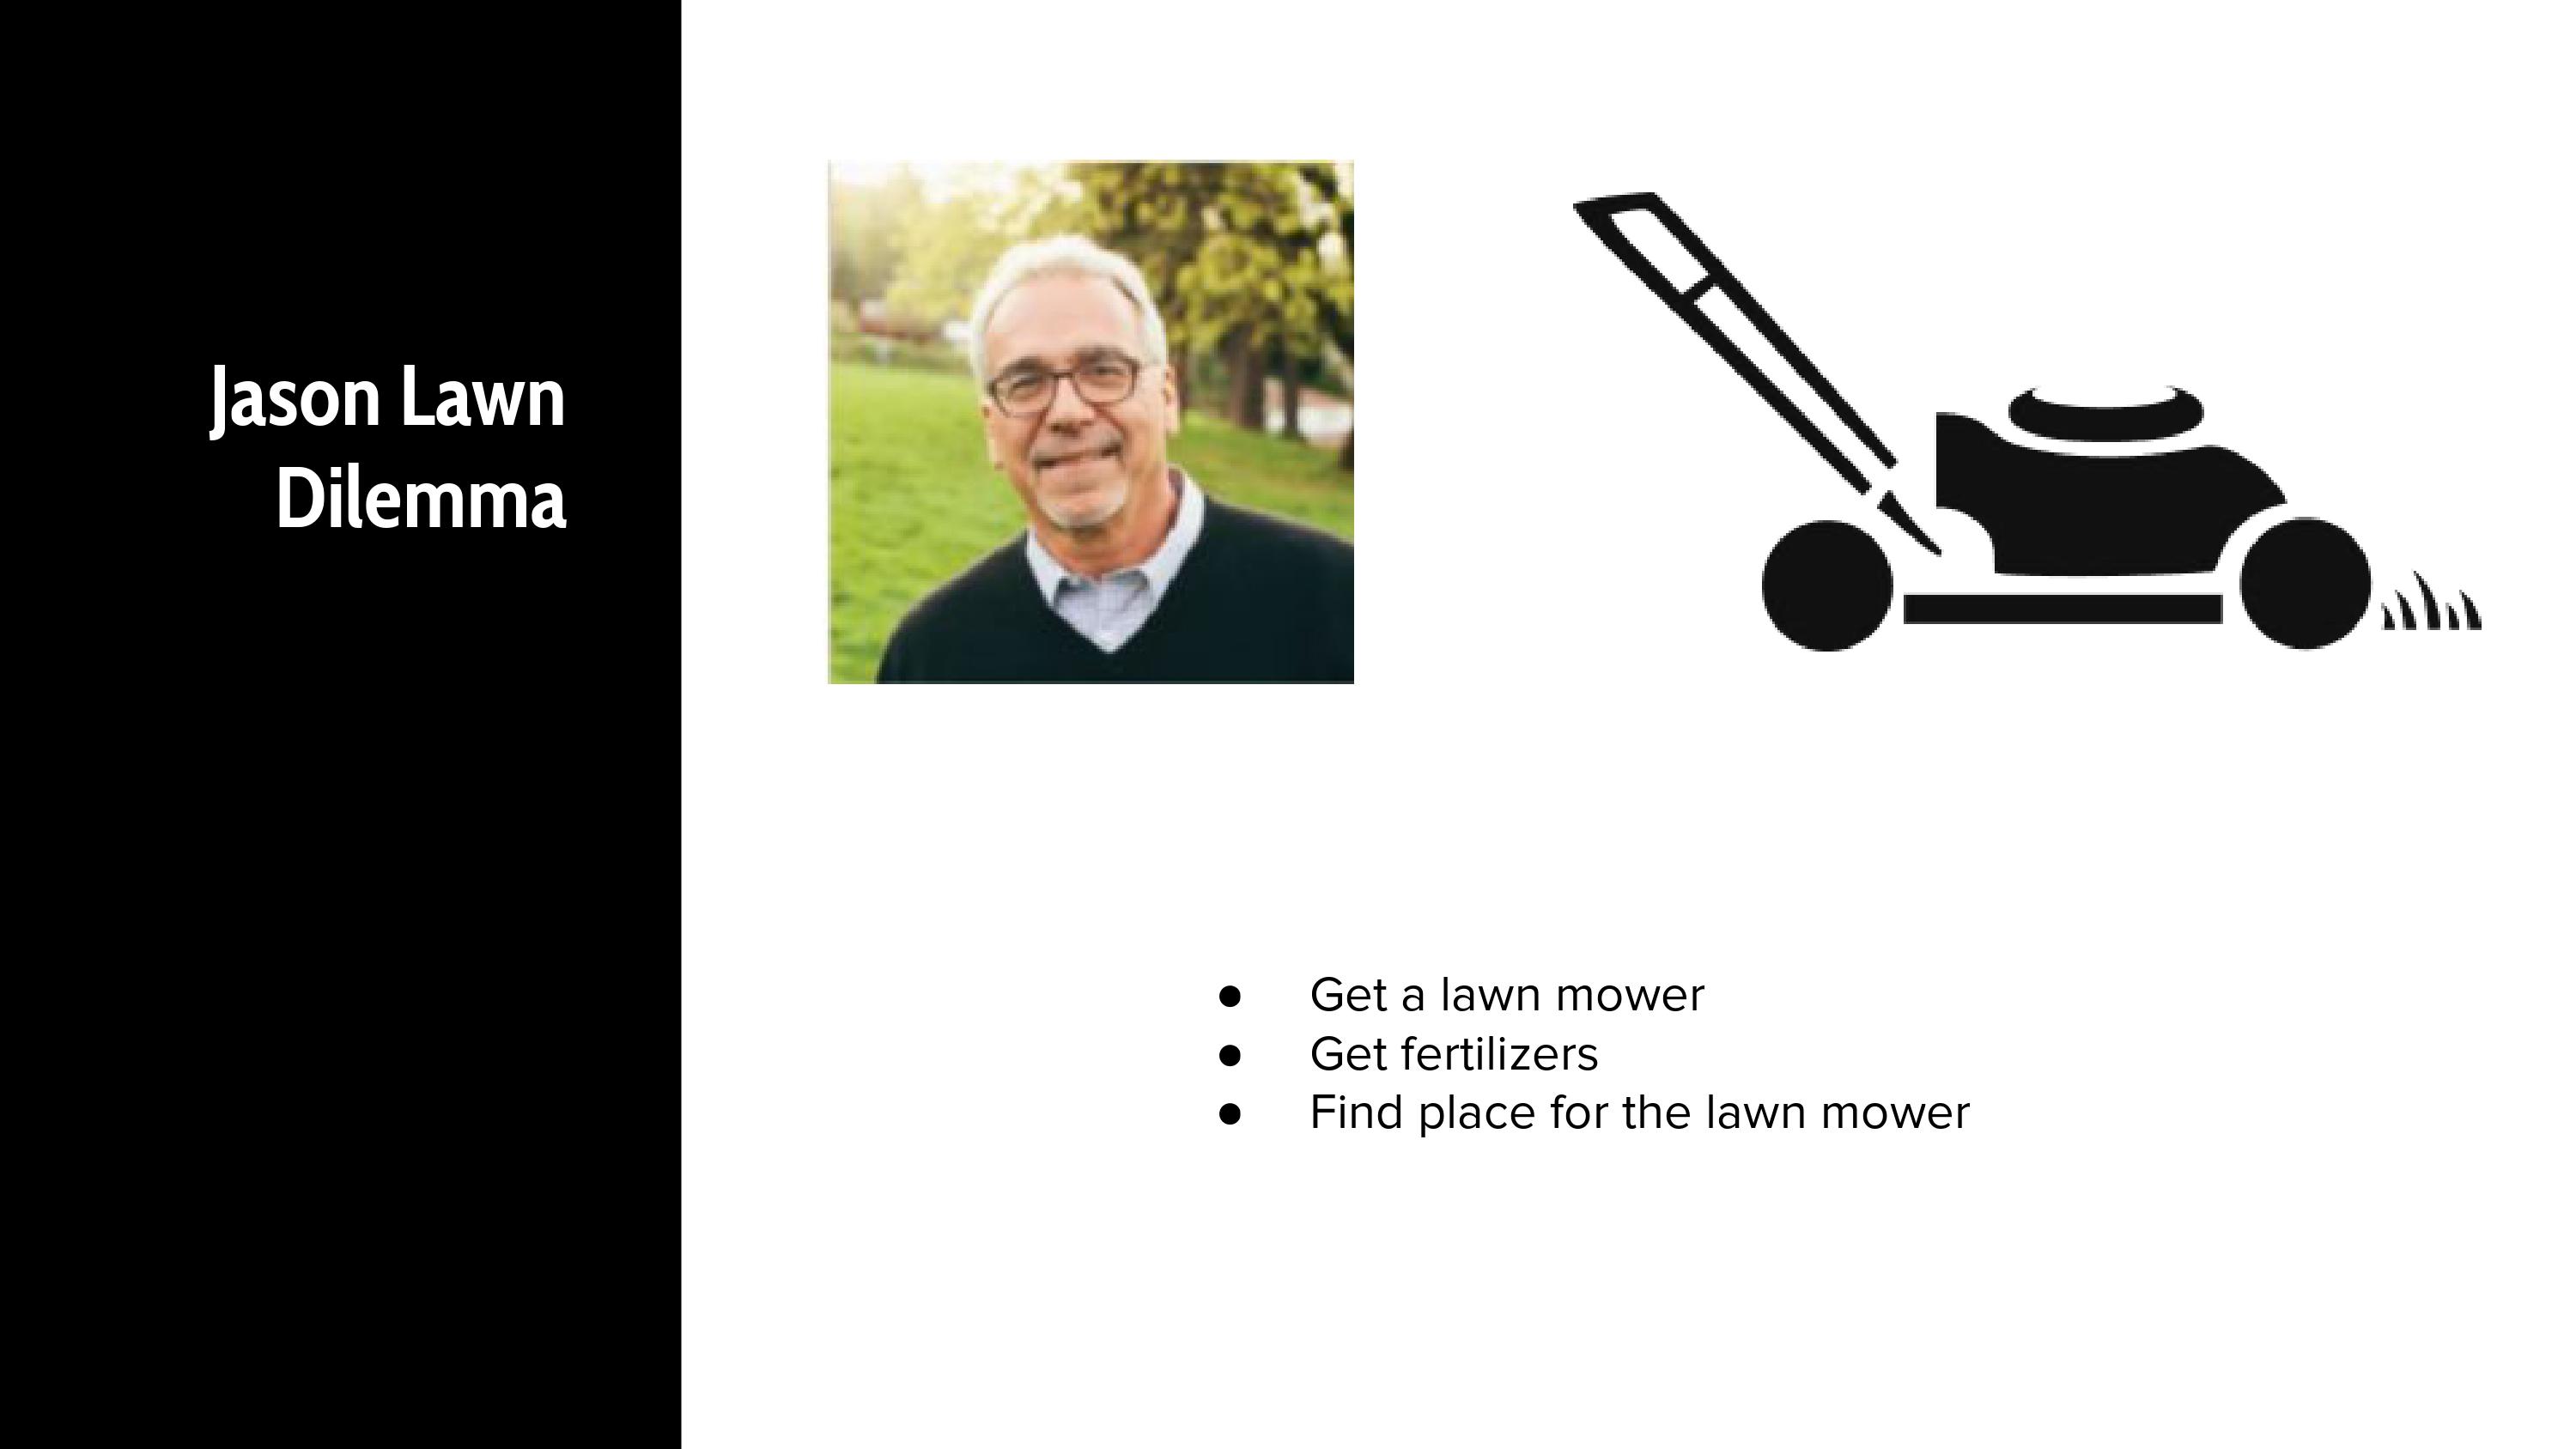 Jason Lawn
Dilemma
● Get a lawn mower
● Get fertilizers
● Find place for the lawn mower